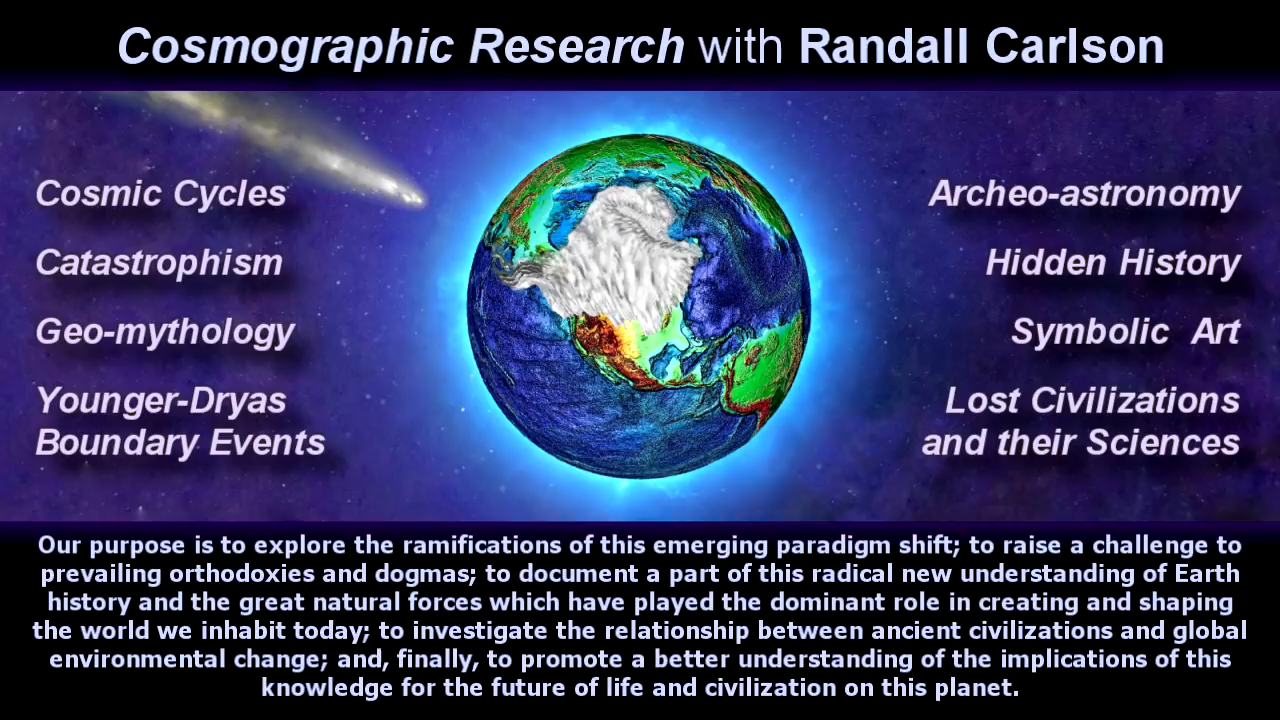 Cosmographic Research with Randall Carlson
Cosmic Cycles
Catastrophism
Geo-mythology
Younger-Dryas
Boundary Events
Archeo-astronomy
Hidden History
Symbolic Art
Lost Civilizations
and their Sciences
Our purpose is to explore the ramifications of this emerging paradigm shift; to raise a challenge to
prevailing orthodoxies and dogmas; to document a part of this radical new understanding of Earth
history and the great natural forces which have played the dominant role in creating and shaping
the world we inhabit today; to investigate the relationship between ancient civilizations and global
environmental change; and, finally, to promote a better understanding of the implications of this
knowledge for the future of life and civilization on this planet.